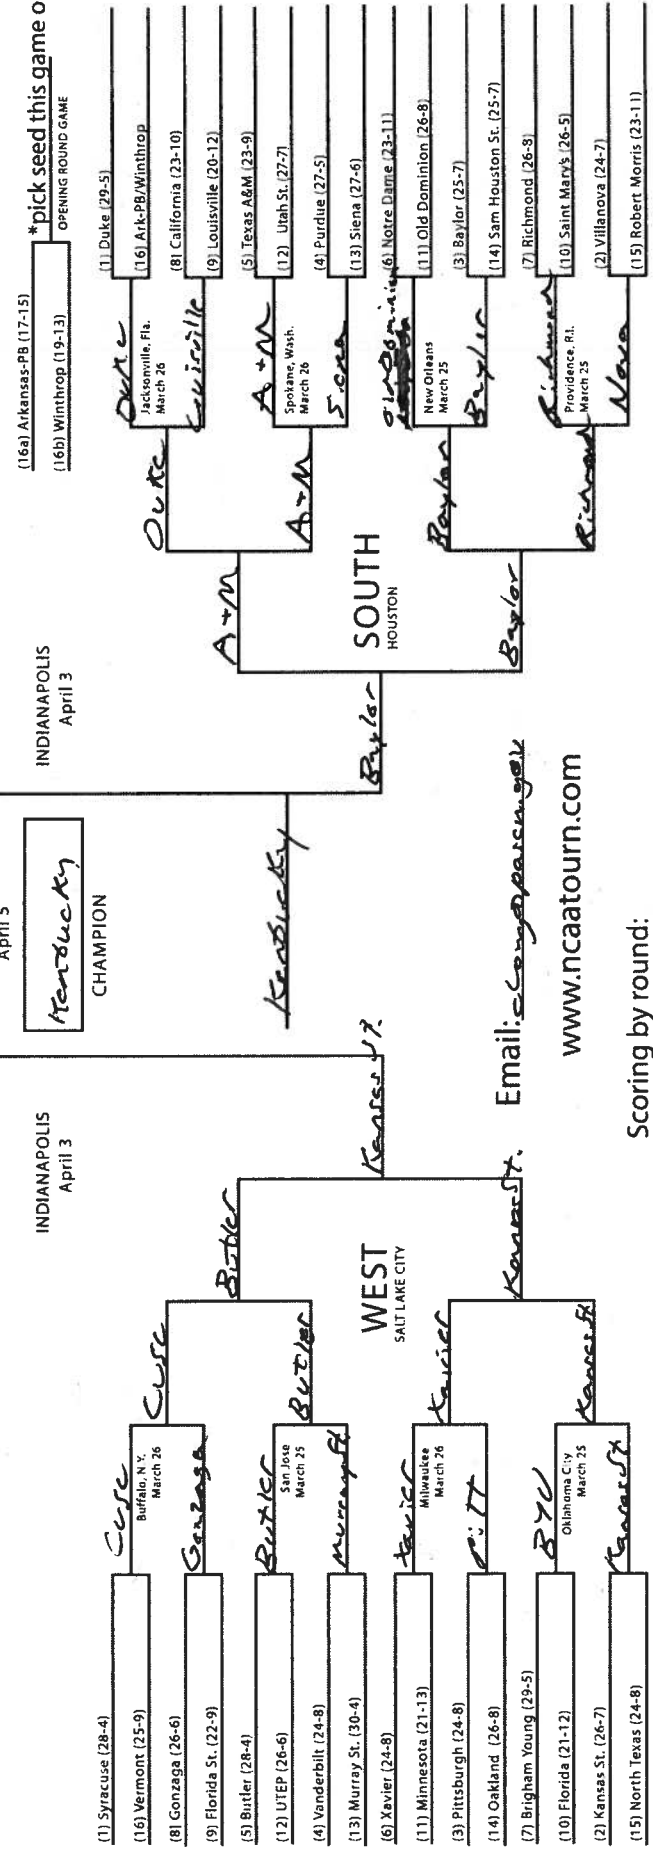 *pick seed this game o
OPENING ROUND GAME
(16a) Arkansas-PB (17-15)
(16b) Winthrop (19-13)
INDIANAPOLIS
April 3
April 5
Kentucky
CHAMPION
INDIANAPOLIS
April 3
(1) Syracuse (28-4)
(16) Vermont (25-9)
(8) Gonzaga (26-6)
(9) Florida St. (22-9)
(5) Butler (28-4)
(12) UTEP (26-6)
(4) Vanderbilt (24-8)
(13) Murray St. (30-4)
(6) Xavier (24-8)
(11) Minnesota (21-13)
(3) Pittsburgh (24-8)
(14) Oakland (26-8)
(7) Brigham Young (29-5)
(10) Florida (21-12)
(2) Kansas St. (26-7)
(15) North Texas (24-8)
Cuse
Buffalo, N.Y.
March 26
Gonzaga
Butler
San Jose
March 25
Murray St
Xavier
Milwaukee
March 26
Pitt
BYU
Oklahoma City
March 25
Kansas St
Cuse
Butler
Xavier
Kansas St
Butler
WEST
SALT LAKE CITY
Kansas St.
Kansas St.
Kentucky
Baylor
A+M
SOUTH
HOUSTON
Baylor
Duke
A+M
Baylor
Richmond
Duke
Jacksonville, Fla.
March 26
Louisville
A+M
Spokane, Wash.
March 26
Siena
Old Dominion
New Orleans
March 25
Baylor
Richmond
Providence, R.I.
March 25
Nova
(1) Duke (29-5)
(16) Ark-PB/Winthrop
(8) California (23-10)
(9) Louisville (20-12)
(5) Texas A&M (23-9)
(12) Utah St. (27-7)
(4) Purdue (27-5)
(13) Siena (27-6)
(6) Notre Dame (23-11)
(11) Old Dominion (26-8)
(3) Baylor (25-7)
(14) Sam Houston St. (25-7)
(7) Richmond (26-8)
(10) Saint Mary's (26-5)
(2) Villanova (24-7)
(15) Robert Morris (23-11)
Email:
www.ncaatourn.com
Scoring by round: